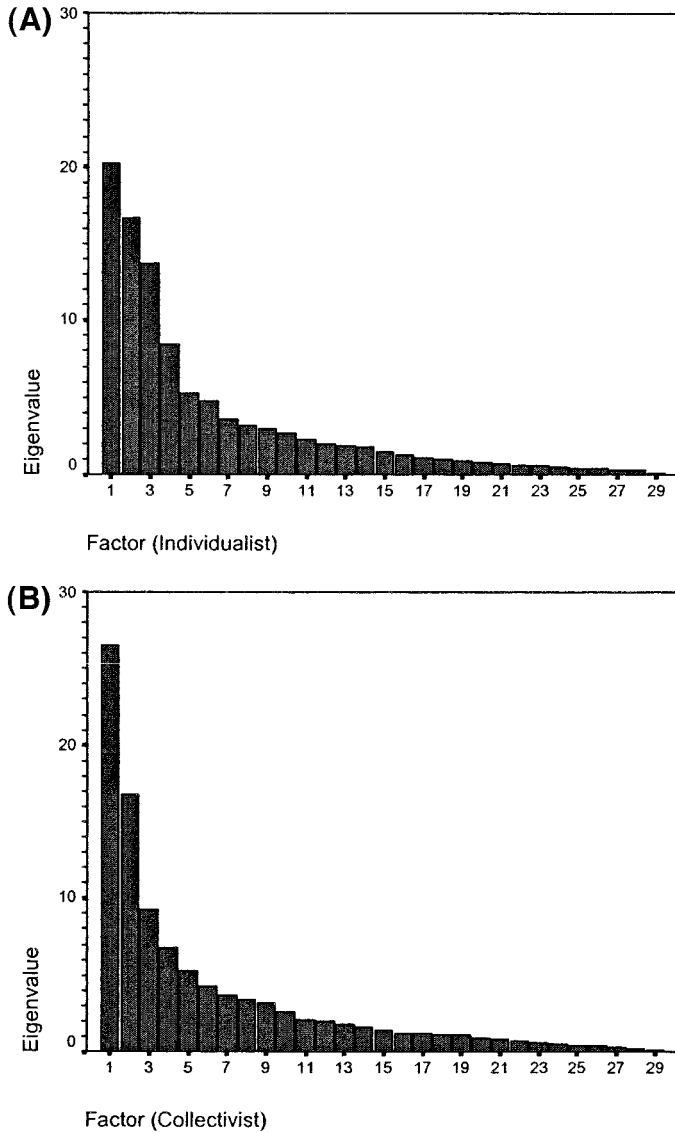 (A)
30
20
10
0
Eigenvalue
1 3 5 7 9 11 13 15 17 19 21 23 25 27 29
Factor (Individualist)
(B)
30
20
10
0
Eigenvalue
1 3 5 7 9 11 13 15 17 19 21 23 25 27 29
Factor (Collectivist)